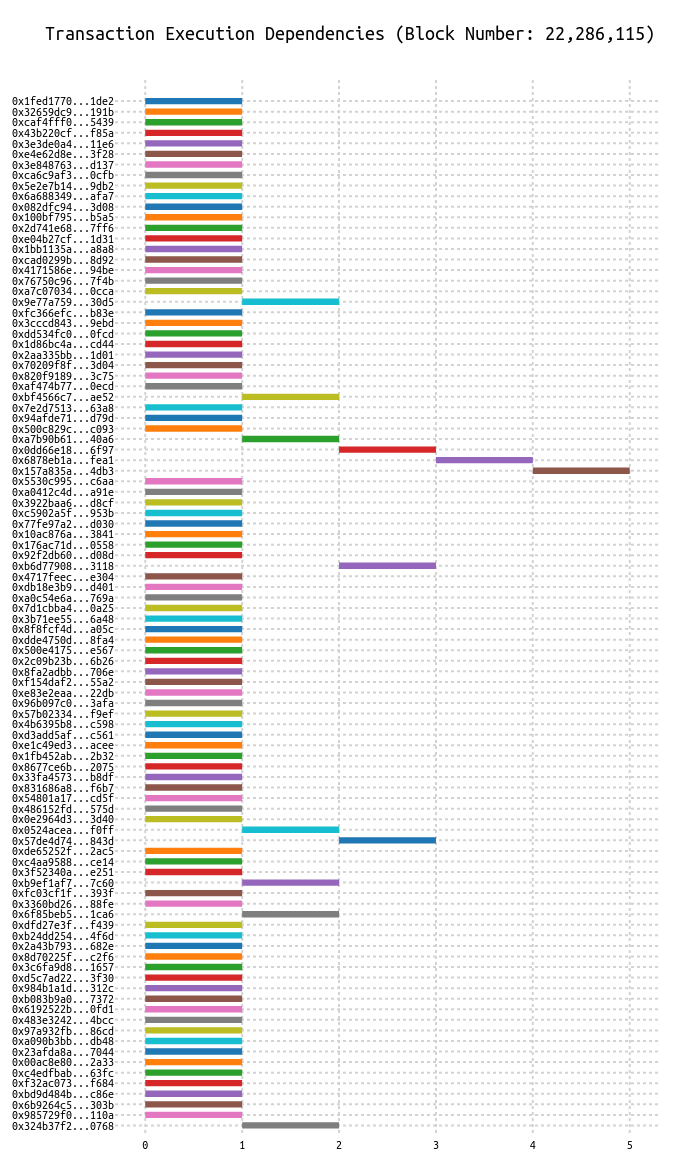 Transaction Execution Dependencies (Block Number: 22,286,115)
0x1fed1770...1de2
0x32659dc9...191b
0xcaf4fff0...5439
0x43b220cf...f85a
0x3e3de0a4...11e6
0xe4e62d8e...3f28
0x3e848763...d137
0xca6c9af3...0cfb
0x5e2e7b14...9db2
0x6a688349...afa7
0x082dfc94...3d08
0x100bf795...b5a5
0x2d741e68...7ff6
0xe04b27cf...1d31
0x1bb1135a...a8a8
0xcad0299b...8d92
0x4171586e...94be
0x76750c96...7f4b
0xa7c07034...0cca
0x9e77a759...30d5
0xfc366efc...b83e
0x3cccd843...9ebd
0xdd534fc0...0fcd
0x1d86bc4a...cd44
0x2aa335bb...1d01
0x70209f8f...3d04
0x820f9189...3c75
0xaf474b77...0ecd
0xbf4566c7...ae52
0x7e2d7513...63a8
0x94afde71...d79d
0x500c829c...c093
0xa7b90b61...40a6
0x0dd66e18...6f97
0x6878eb1a...fea1
0x157a835a...4db3
0x5530c995...c6aa
0xa0412c4d...a91e
0x3922baa6...d8cf
0xc5902a5f...953b
0x77fe97a2...d030
0x10ac876a...3841
0x176ac71d...0558
0x92f2db60...d08d
0xb6d77908...3118
0x4717feec...e304
0xdb18e3b9...d401
0xa0c54e6a...769a
0x7d1cbba4...0a25
0x3b71ee55...6a48
0x8f8fcf4d...a05c
0xdde4750d...8fa4
0x500e4175...e567
0x2c09b23b...6b26
0x8fa2adbb...706e
0xf154daf2...55a2
0xe83e2eaa...22db
0x96b097c0...3afa
0x57b02334...f9ef
0x4b6395b8...c598
0xd3add5af...c561
0xe1c49ed3...acee
0x1fb452ab...2b32
0x8677ce6b...2075
0x33fa4573...b8df
0x831686a8...f6b7
0x54801a17...cd5f
0x486152fd...575d
0x0e2964d3...3d40
0x0524acea...f0ff
0x57de4d74...843d
0xde65252f...2ac5
0xc4aa9588...ce14
0x3f52340a...e251
0xb9ef1af7...7c60
0xfc03cf1f...393f
0x3360bd26...88fe
0x6f85beb5...1ca6
0xdfd27e3f...f439
0xb24dd254...4f6d
0x2a43b793...682e
0x8d70225f...c2f6
0x3c6fa9d8...1657
0xd5c7ad22...3f30
0x984b1a1d...312c
0xb083b9a0...7372
0x6192522b...0fd1
0x483e3242...4bcc
0x97a932fb...86cd
0xa090b3bb...db48
0x23afda8a...7044
0x00ac8e80...2a33
0xc4edfbab...63fc
0xf32ac073...f684
0xbd9d484b...c86e
0x6b9264c5...303b
0x985729f0...110a
0x324b37f2...0768
0 1 2 3 4 5